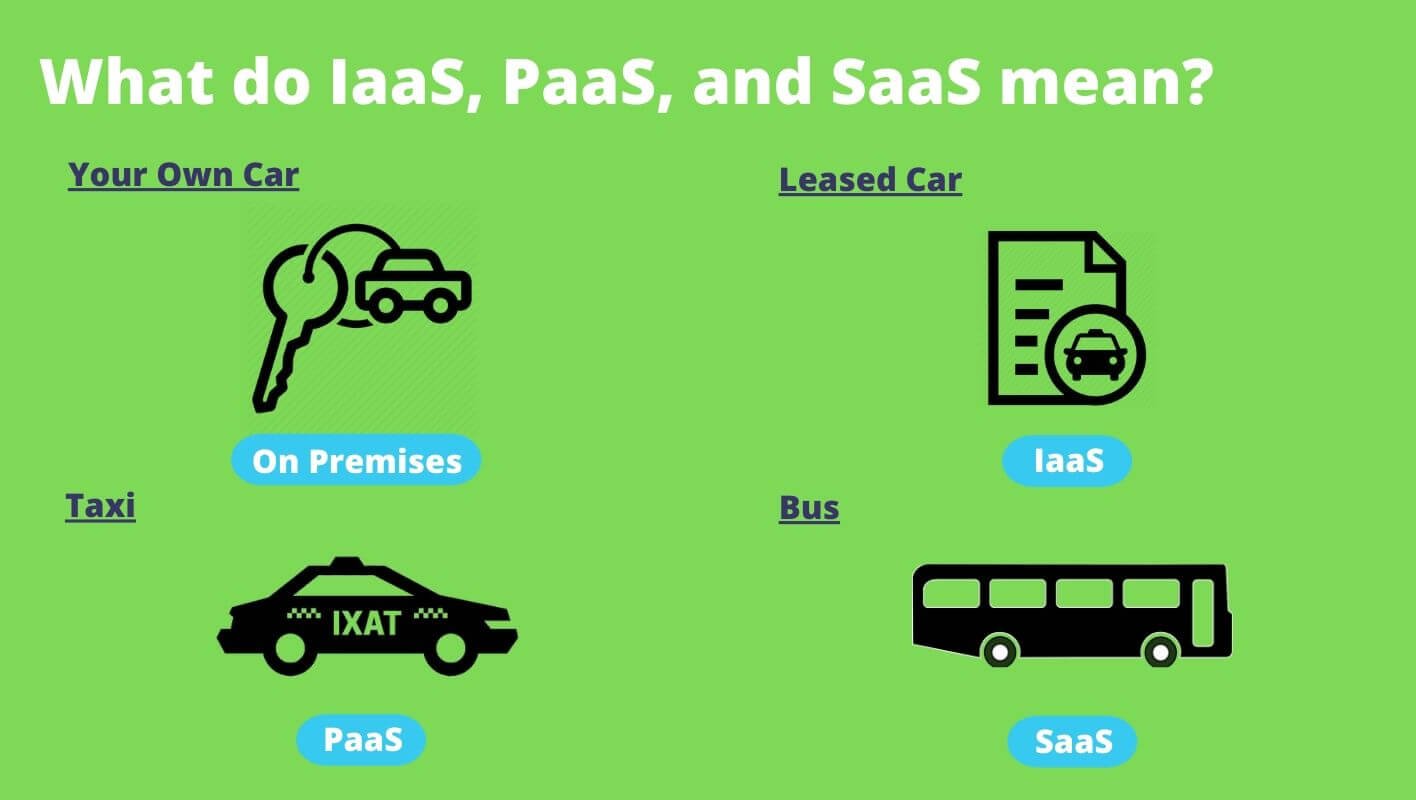 What do IaaS, PaaS, and SaaS mean?
Your Own Car
Leased Car
On Premises
IaaS
Taxi
Bus
IXAT
PaaS
SaaS